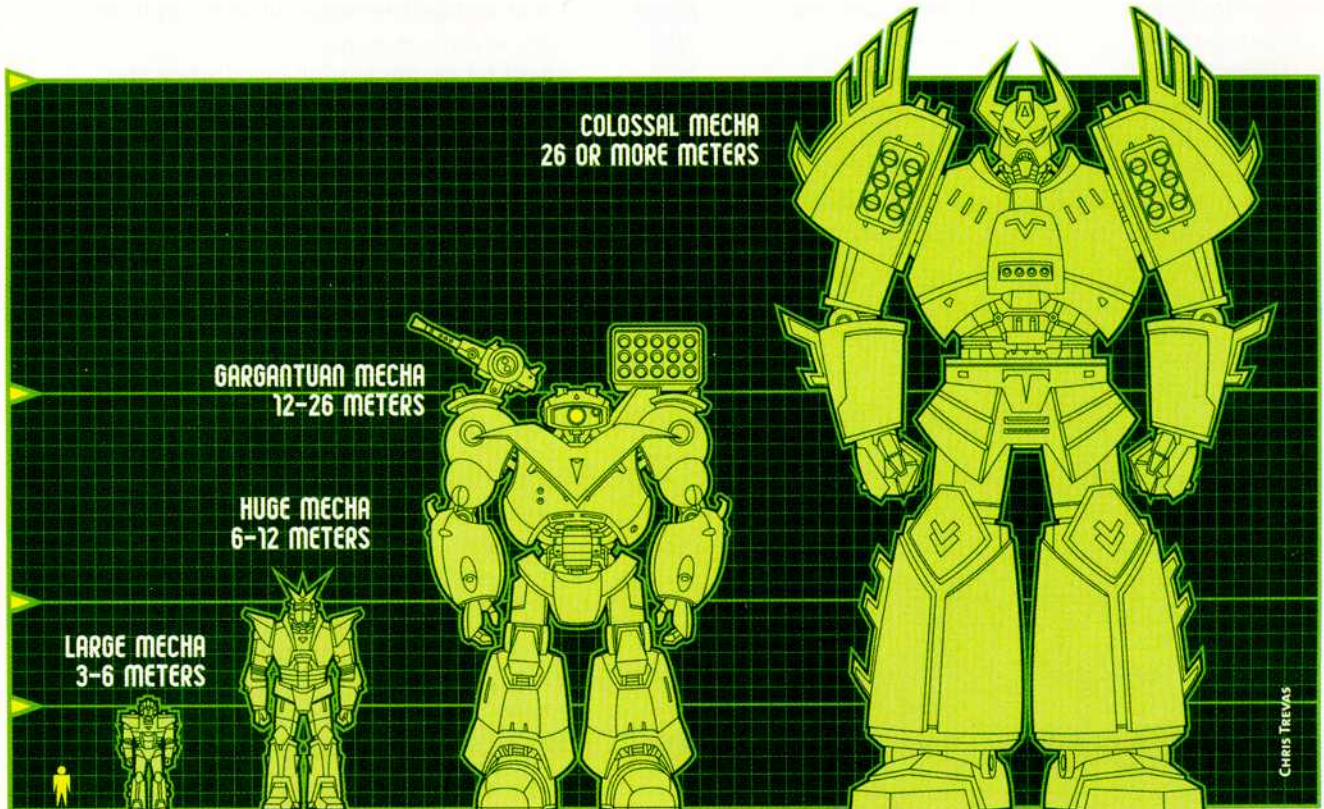 COLOSSAL MECHA
26 OR MORE METERS
GARGANTUAN MECHA
12–26 METERS
HUGE MECHA
6–12 METERS
LARGE MECHA
3–6 METERS
CHRIS TREVAS